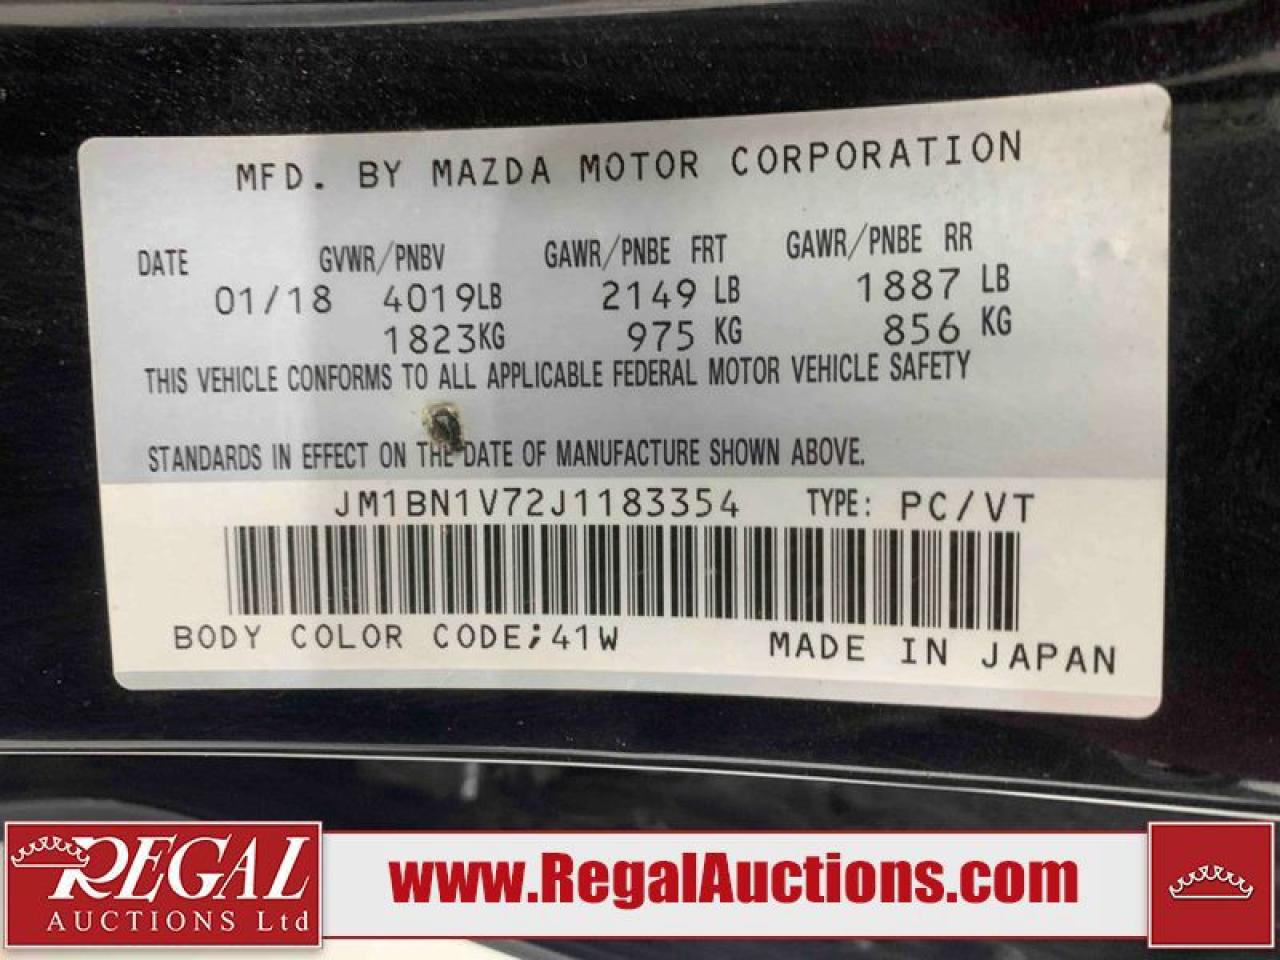 MFD. BY MAZDA MOTOR CORPORATION
DATE GVWR/PNBV GAWR/PNBE FRT GAWR/PNBE RR
01/18 4019LB 2149 LB 1887 LB
1823KG 975 KG 856 KG
THIS VEHICLE CONFORMS TO ALL APPLICABLE FEDERAL MOTOR VEHICLE SAFETY
STANDARDS IN EFFECT ON THE DATE OF MANUFACTURE SHOWN ABOVE.
JM1BN1V72J1183354 TYPE: PC/VT
BODY COLOR CODE;41W MADE IN JAPAN
REGAL
AUCTIONS Ltd
www.RegalAuctions.com